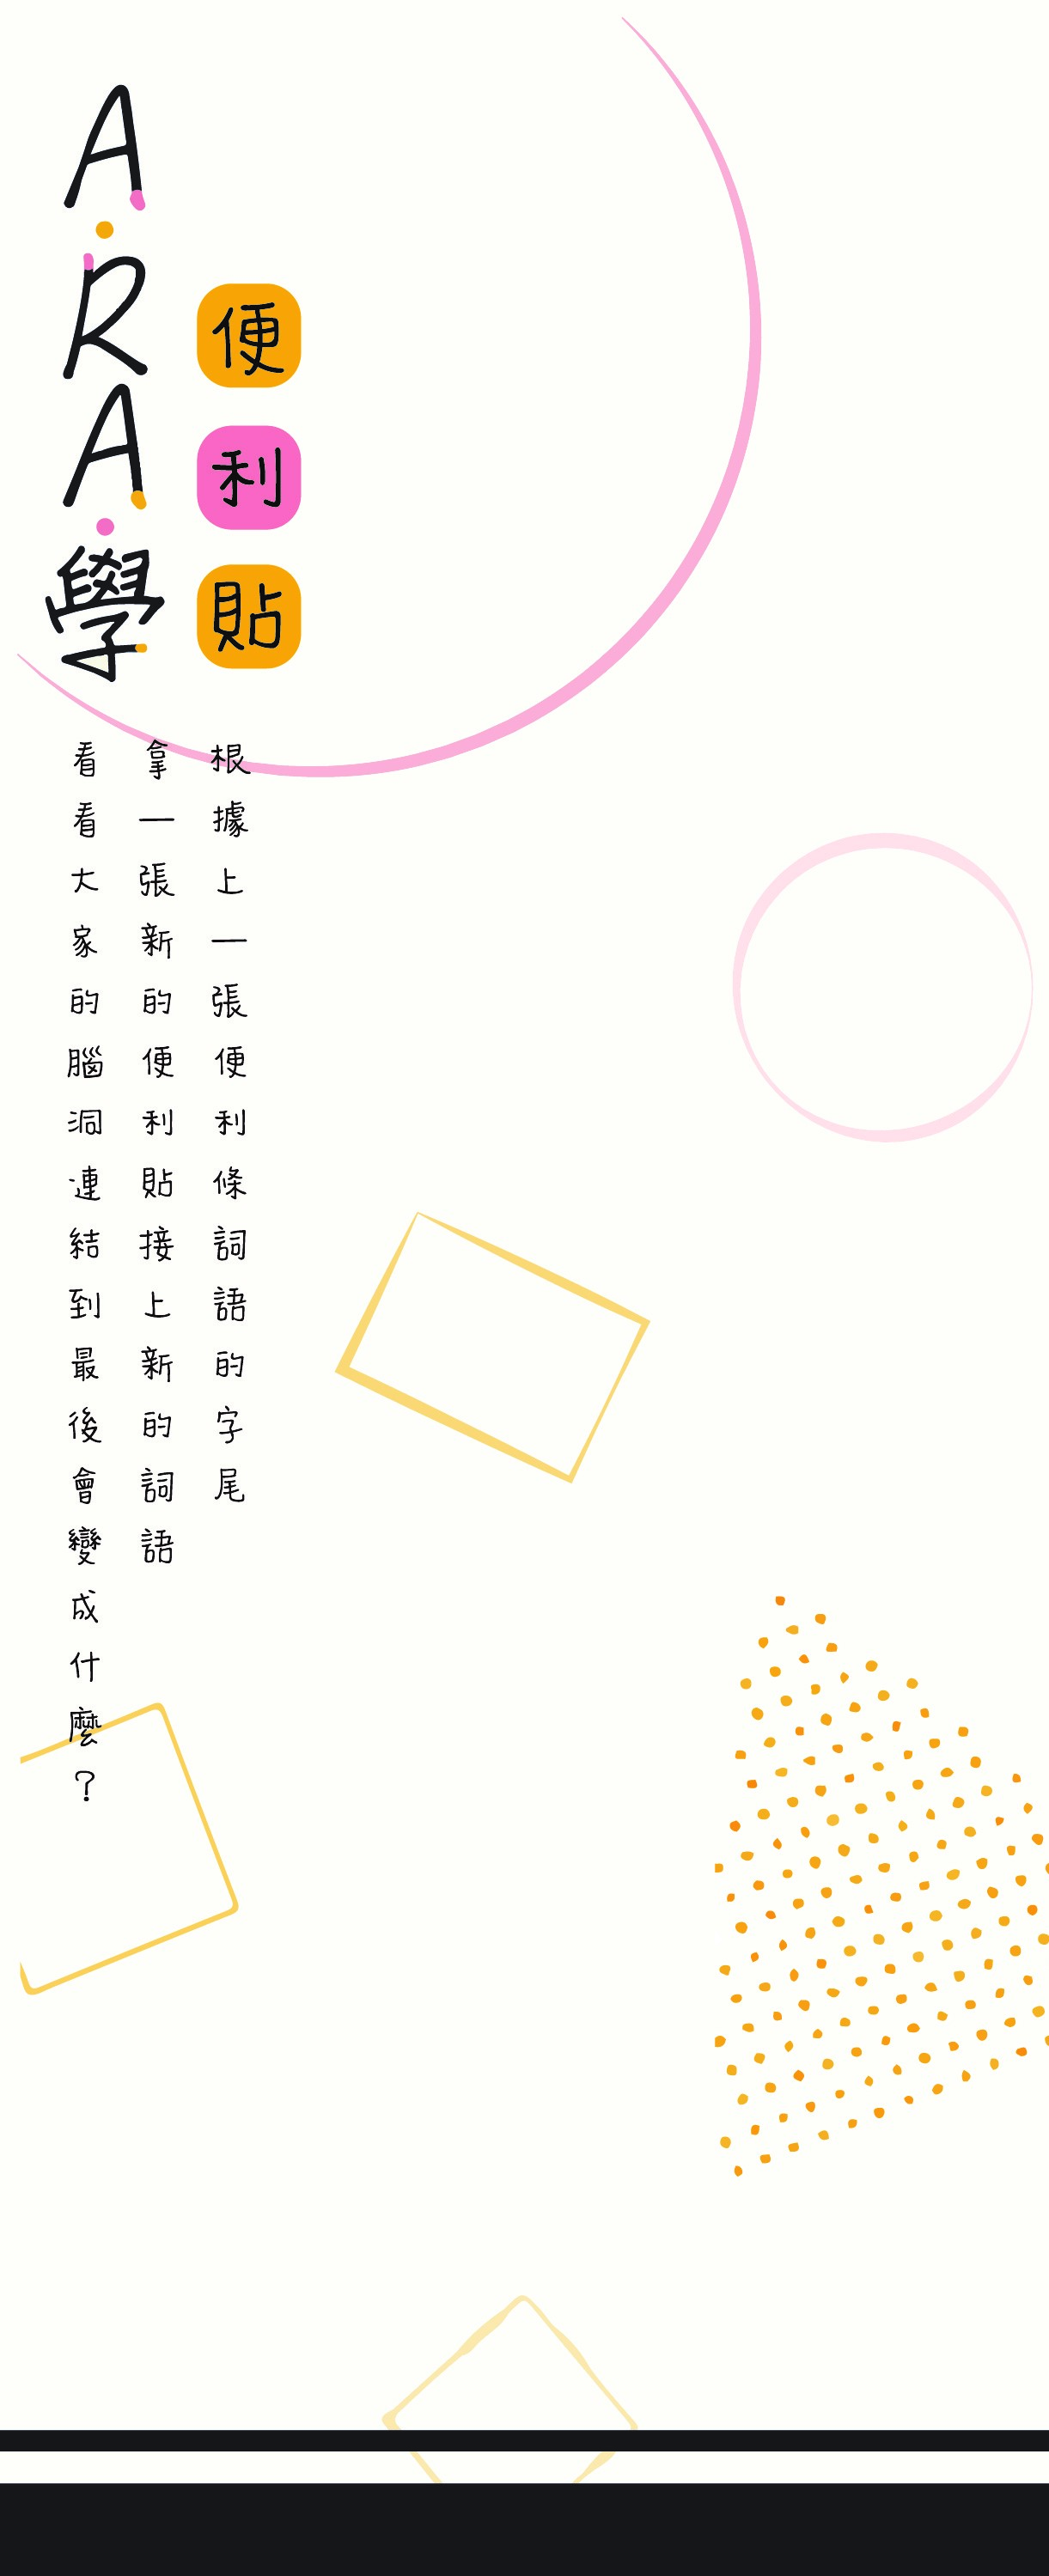 A·RA·學
便利貼
根據上一張便利條詞語的字尾
拿一張新的便利貼接上新的詞語
看看大家的腦洞連結到最後會變成什麼？